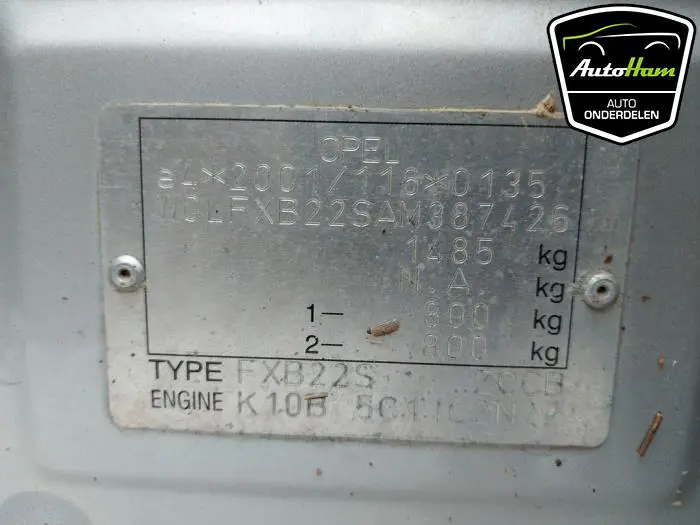 AutoHam
AUTO
ONDERDELEN
OPEL
e4*2001/116*0135
W0LFXB22SAM387426
1485 kg
N.A. kg
1— 800 kg
2— 800 kg
TYPE FXB22S
ENGINE K10B